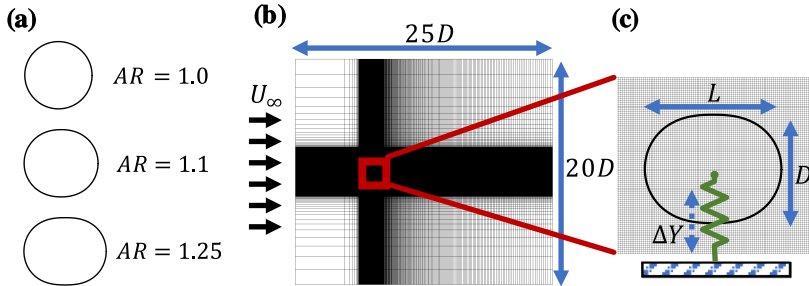 (a)
AR = 1.0
AR = 1.1
AR = 1.25
(b)
25D
U∞
20D
(c)
L
D
ΔY